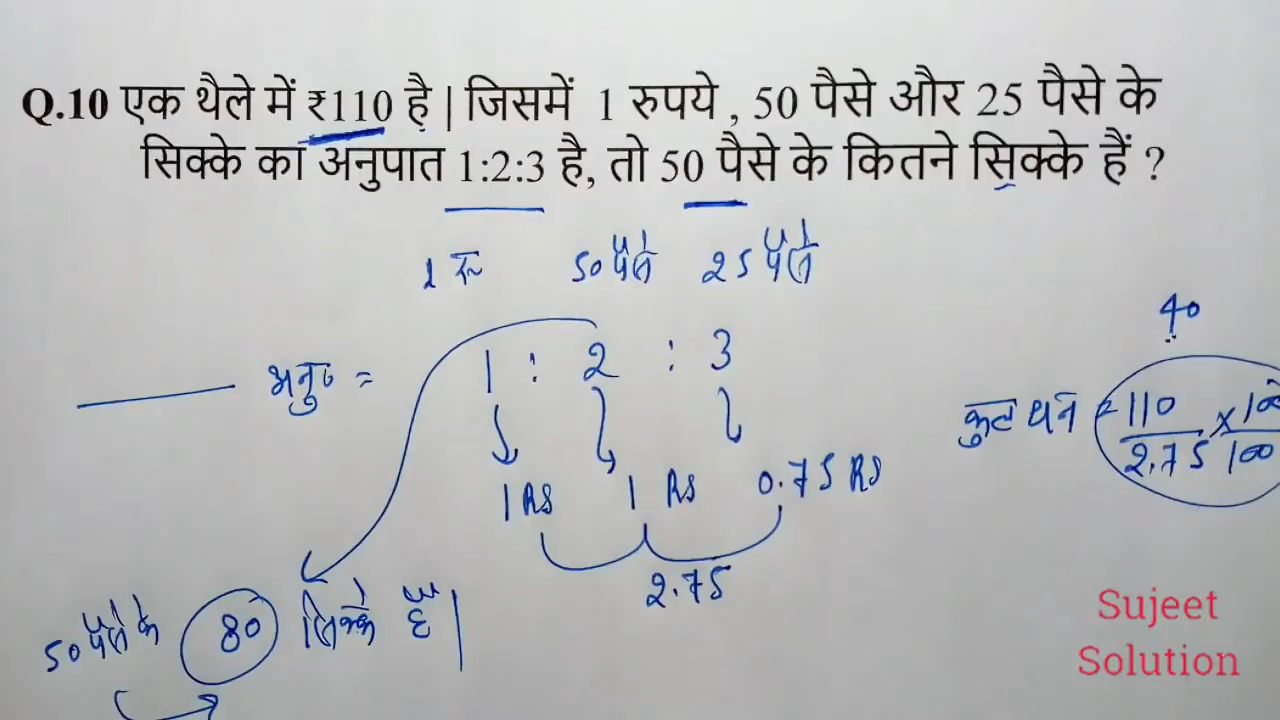 Q.10 एक थैले में ₹110 है | जिसमें 1 रुपये , 50 पैसे और 25 पैसे के
सिक्के का अनुपात 1:2:3 है, तो 50 पैसे के कितने सिक्के हैं ?
1 रु 50 पैसे 25 पैसे
40
अनु० = 1 : 2 : 3
कुल धन = 110 / 2.75 × 100 / 100
1 RS 1 RS 0.75 RS
2.75
50 पैसे के 80 सिक्के हैं |
Sujeet
Solution